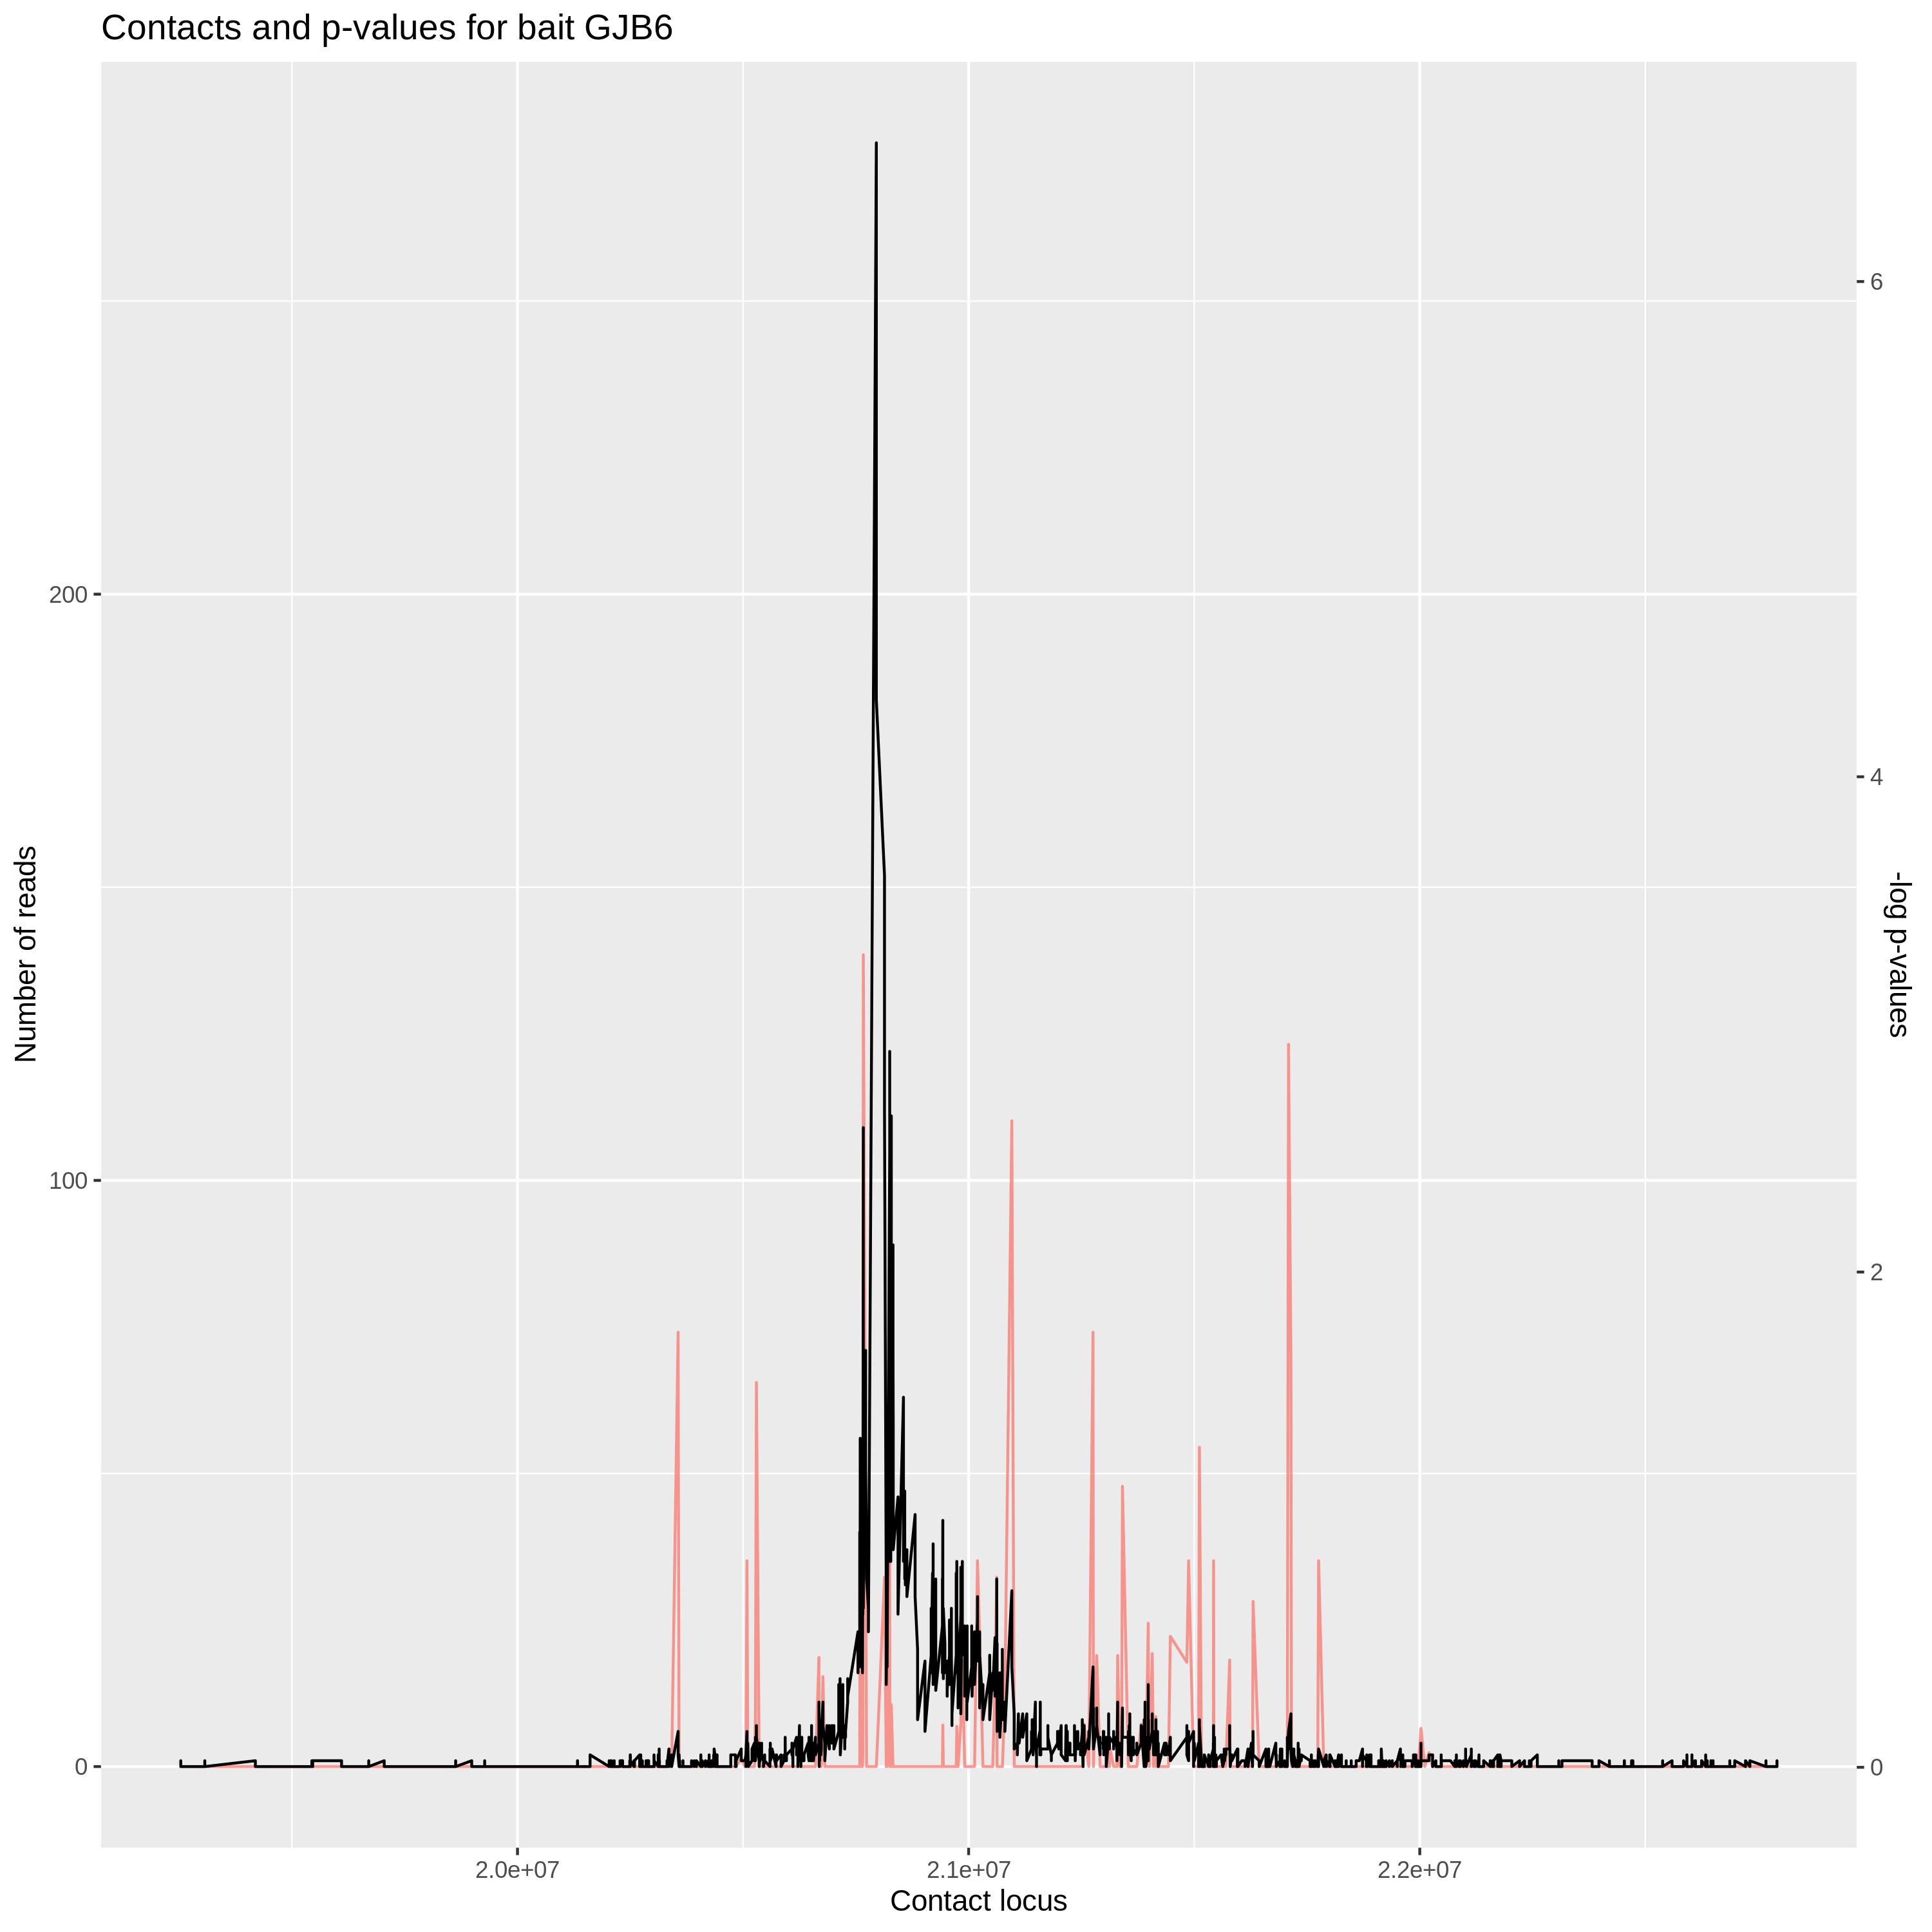 Contacts and p-values for bait GJB6
Number of reads
200
100
0
6
4
2
0
-log p-values
2.0e+07 2.1e+07 2.2e+07
Contact locus